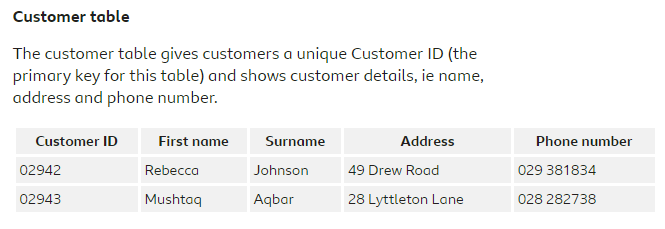 Customer table
The customer table gives customers a unique Customer ID (the
primary key for this table) and shows customer details, ie name,
address and phone number.
Customer ID First name Surname Address Phone number
02942 Rebecca Johnson 49 Drew Road 029 381834
02943 Mushtaq Aqbar 28 Lyttleton Lane 028 282738